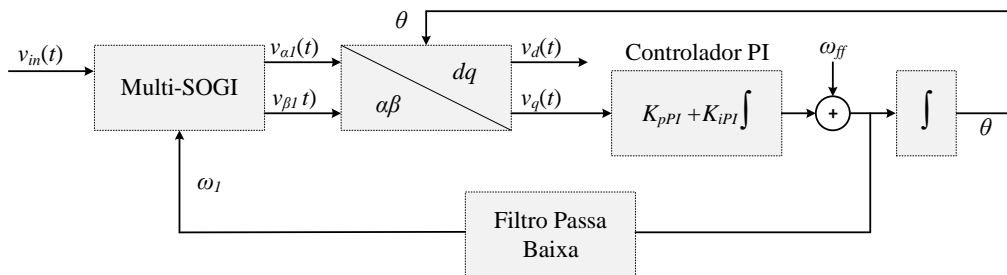 θ
v_in(t)
v_α1(t)
v_d(t)
Controlador PI
ω_ff
Multi-SOGI
dq
αβ
v_β1 t)
v_q(t)
K_pPI +K_iPI ∫
+
∫
θ
ω_1
Filtro Passa
Baixa